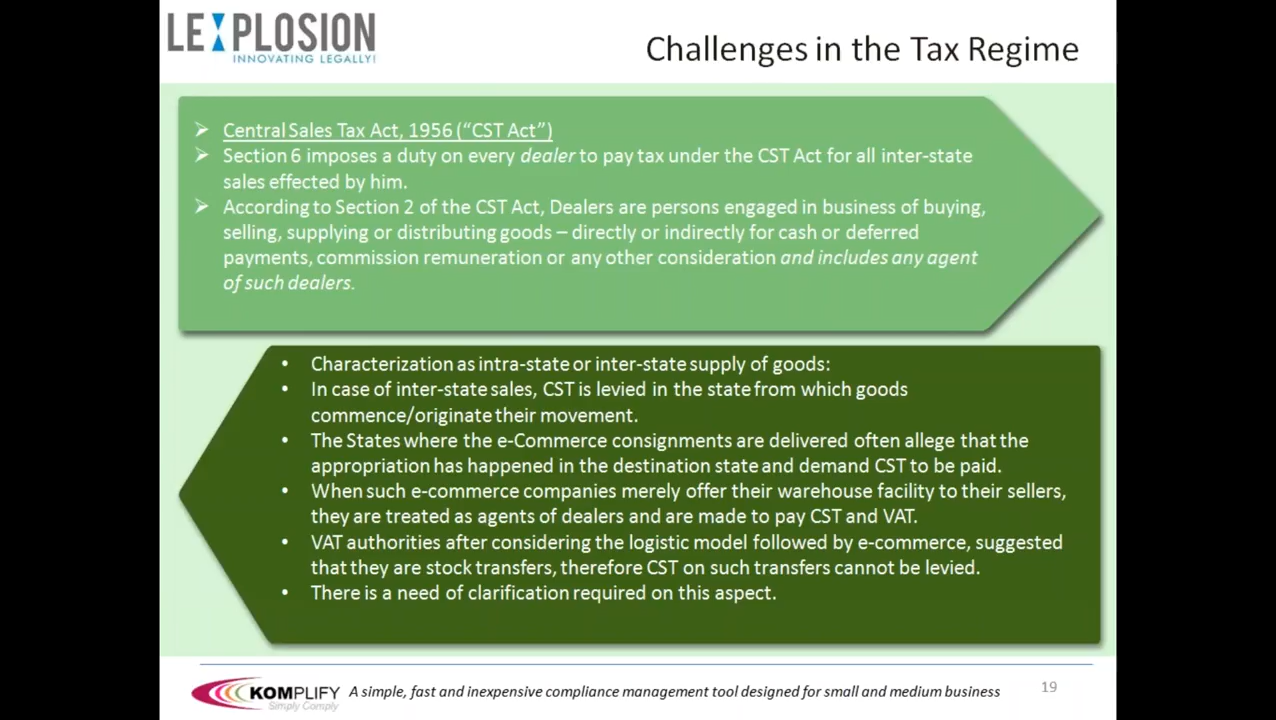 LEXPLOSION
INNOVATING LEGALLY!
Challenges in the Tax Regime
➢ Central Sales Tax Act, 1956 (“CST Act”)
➢ Section 6 imposes a duty on every dealer to pay tax under the CST Act for all inter-state
sales effected by him.
➢ According to Section 2 of the CST Act, Dealers are persons engaged in business of buying,
selling, supplying or distributing goods – directly or indirectly for cash or deferred
payments, commission remuneration or any other consideration and includes any agent
of such dealers.
• Characterization as intra-state or inter-state supply of goods:
• In case of inter-state sales, CST is levied in the state from which goods
commence/originate their movement.
• The States where the e-Commerce consignments are delivered often allege that the
appropriation has happened in the destination state and demand CST to be paid.
• When such e-commerce companies merely offer their warehouse facility to their sellers,
they are treated as agents of dealers and are made to pay CST and VAT.
• VAT authorities after considering the logistic model followed by e-commerce, suggested
that they are stock transfers, therefore CST on such transfers cannot be levied.
• There is a need of clarification required on this aspect.
KOMPLIFY
Simply Comply
A simple, fast and inexpensive compliance management tool designed for small and medium business
19